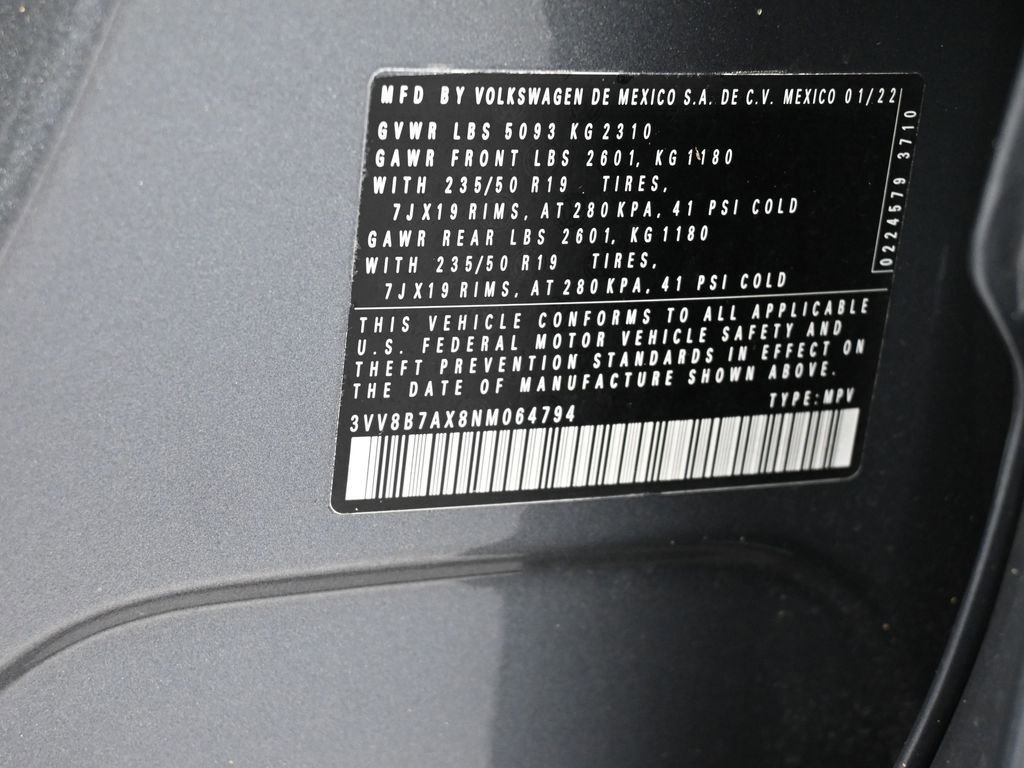 MFD BY VOLKSWAGEN DE MEXICO S.A. DE C.V. MEXICO 01/22
GVWR LBS 5093 KG 2310
GAWR FRONT LBS 2601, KG 1180
WITH 235/50 R19 TIRES,
7JX19 RIMS, AT 280 KPA, 41 PSI COLD
GAWR REAR LBS 2601, KG 1180
WITH 235/50 R19 TIRES,
7JX19 RIMS, AT 280 KPA, 41 PSI COLD
0224579 3710
THIS VEHICLE CONFORMS TO ALL APPLICABLE
U.S. FEDERAL MOTOR VEHICLE SAFETY AND
THEFT PREVENTION STANDARDS IN EFFECT ON
THE DATE OF MANUFACTURE SHOWN ABOVE.
TYPE: MPV
3VV8B7AX8NM064794